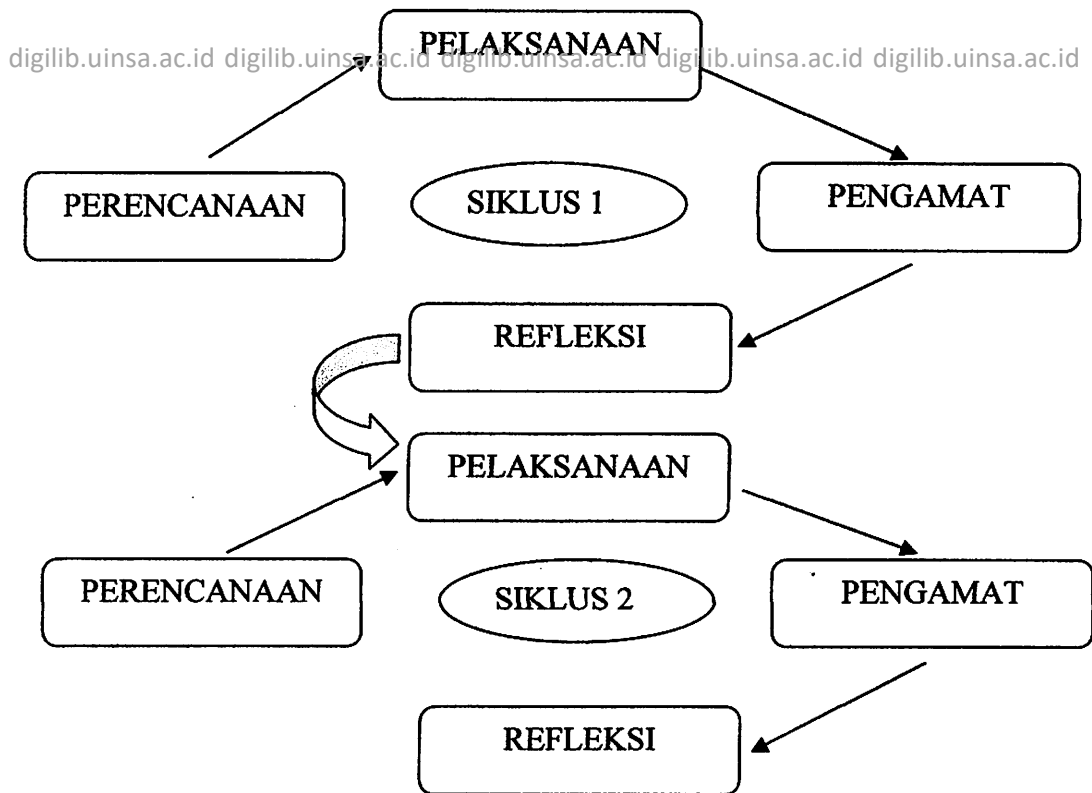 PELAKSANAAN
digilib.uinsa.ac.id digilib.uinsa.ac.id digilib.uinsa.ac.id digilib.uinsa.ac.id digilib.uinsa.ac.id
PERENCANAAN
SIKLUS 1
PENGAMAT
REFLEKSI
PELAKSANAAN
PERENCANAAN
SIKLUS 2
PENGAMAT
REFLEKSI